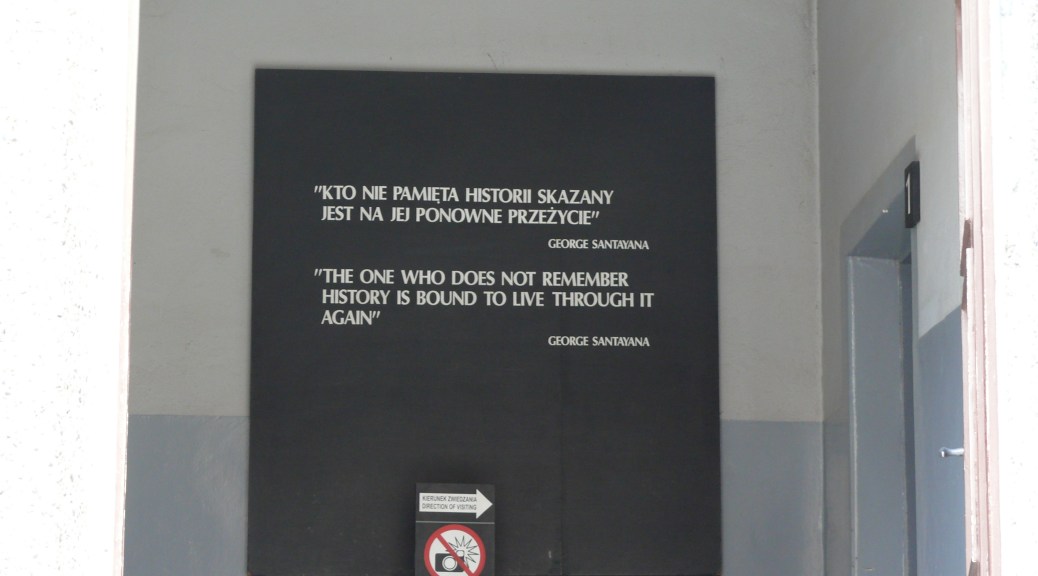 "KTO NIE PAMIĘTA HISTORII SKAZANY
JEST NA JEJ PONOWNE PRZEŻYCIE"
GEORGE SANTAYANA
"THE ONE WHO DOES NOT REMEMBER
HISTORY IS BOUND TO LIVE THROUGH IT
AGAIN"
GEORGE SANTAYANA
1
KIERUNEK ZWIEDZANIA
DIRECTION OF VISITING